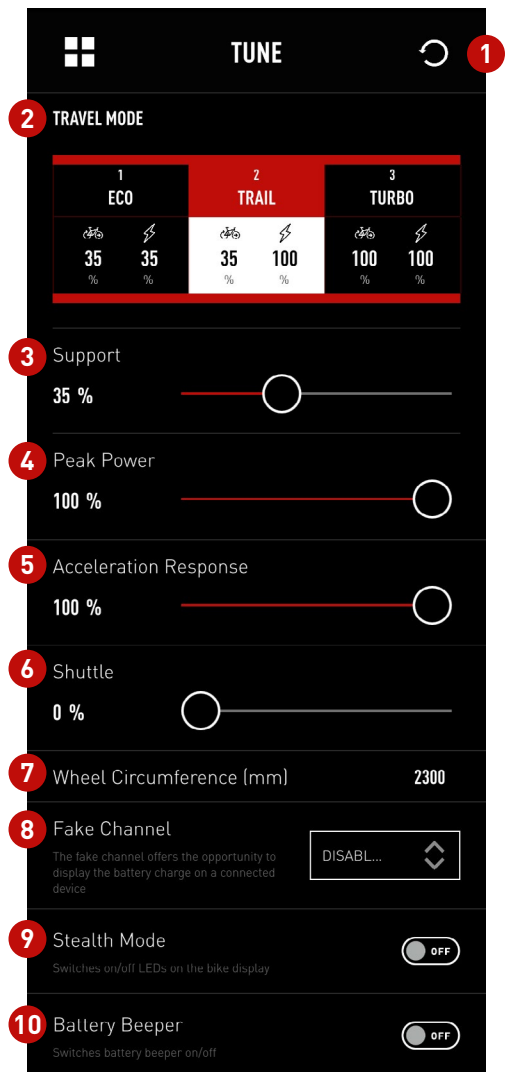 TUNE
1
2 TRAVEL MODE
1 2 3
ECO TRAIL TURBO
35 35 35 100 100 100
% % % % % %
3 Support
35 %
4 Peak Power
100 %
5 Acceleration Response
100 %
6 Shuttle
0 %
7 Wheel Circumference (mm) 2300
8 Fake Channel
The fake channel offers the opportunity to
display the battery charge on a connected
device
DISABL...
9 Stealth Mode
Switches on/off LEDs on the bike display
OFF
10 Battery Beeper
Switches battery beeper on/off
OFF